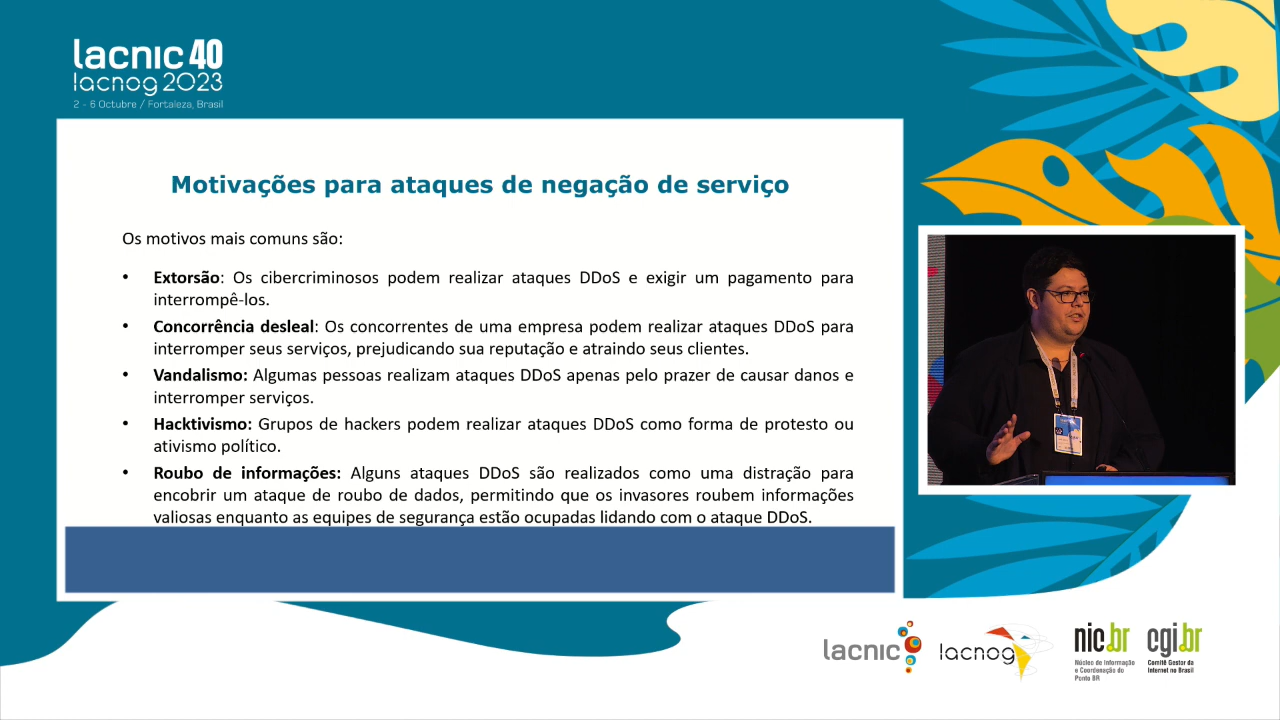 lacnic 40
lacnog 2023
2 - 6 Octubre / Fortaleza, Brasil
Motivações para ataques de negação de serviço
Os motivos mais comuns são:
• Extorsão: Os cibercriminosos podem realizar ataques DDoS e exigir um pagamento para
interrompê-los.
• Concorrência desleal: Os concorrentes de uma empresa podem realizar ataques DDoS para
interromper seus serviços, prejudicando sua reputação e atraindo seus clientes.
• Vandalismo: Algumas pessoas realizam ataques DDoS apenas pelo prazer de causar danos e
interromper serviços.
• Hacktivismo: Grupos de hackers podem realizar ataques DDoS como forma de protesto ou
ativismo político.
• Roubo de informações: Alguns ataques DDoS são realizados como uma distração para
encobrir um ataque de roubo de dados, permitindo que os invasores roubem informações
valiosas enquanto as equipes de segurança estão ocupadas lidando com o ataque DDoS.
lacnic
lacnog
nic.br
Núcleo de Informação
e Coordenação do
Ponto BR
cgi.br
Comitê Gestor da
Internet no Brasil